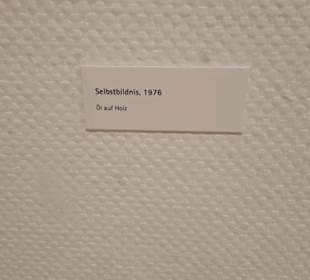 Selbstbildnis, 1976
Öl auf Holz